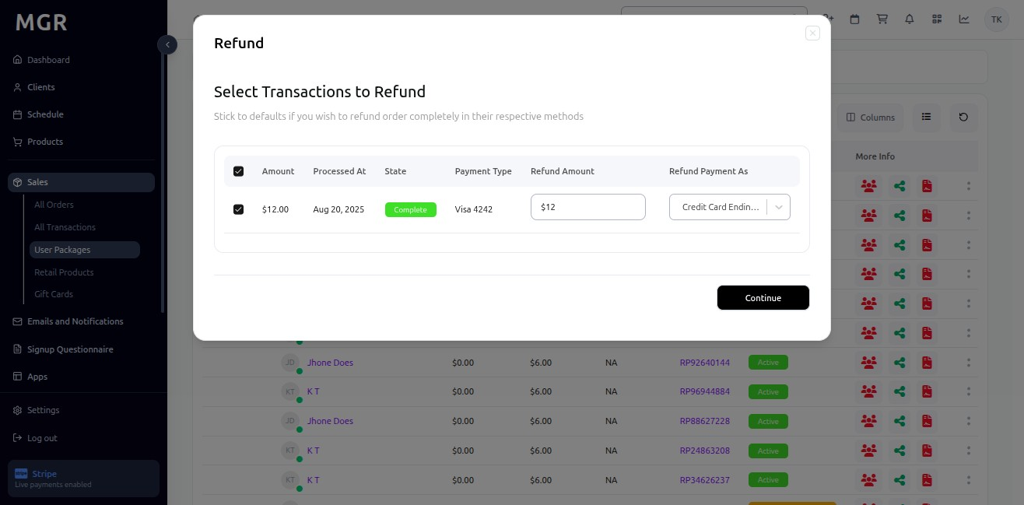 MGR
TK
Dashboard
Clients
Schedule
Products
Sales
All Orders
All Transactions
User Packages
Retail Products
Gift Cards
Emails and Notifications
Signup Questionnaire
Apps
Settings
Log out
Stripe
Live payments enabled
Refund
Select Transactions to Refund
Stick to defaults if you wish to refund order completely in their respective methods
Amount Processed At State Payment Type Refund Amount Refund Payment As
$12.00 Aug 20, 2025 Complete Visa 4242 $12 Credit Card Endin...
Continue
Columns
More Info
JD Jhone Does $0.00 $6.00 NA RP92640144 Active
KT K T $0.00 $6.00 NA RP96944884 Active
JD Jhone Does $0.00 $6.00 NA RP88627228 Active
KT K T $0.00 $6.00 NA RP24863208 Active
KT K T $0.00 $6.00 NA RP34626237 Active